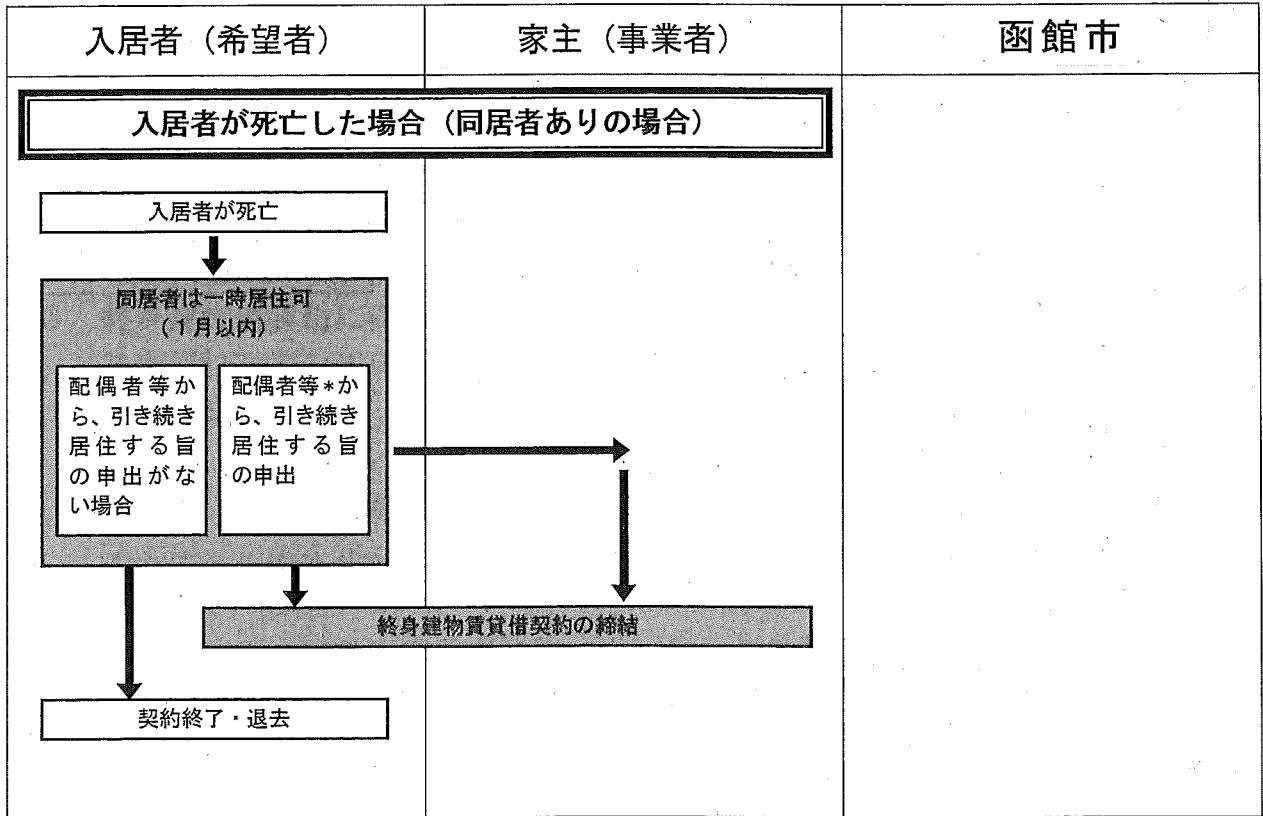 入居者（希望者）
家主（事業者）
函館市
入居者が死亡した場合（同居者ありの場合）
入居者が死亡
同居者は一時居住可
（１月以内）
配偶者等か
ら、引き続き
居住する旨
の申出がな
い場合
配偶者等＊か
ら、引き続き
居住する旨
の申出
終身建物賃貸借契約の締結
契約終了・退去